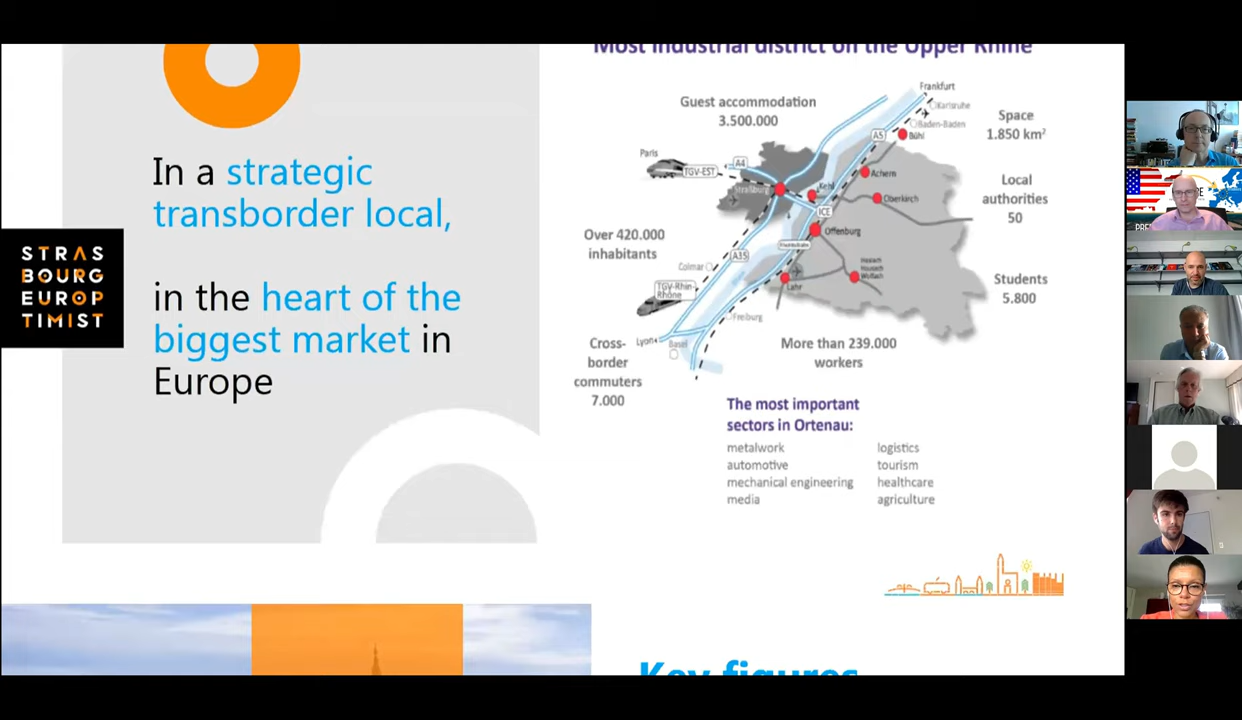 Most industrial district on the Upper Rhine
In a strategic
transborder local,
in the heart of the
biggest market in
Europe
STRAS
BOURG
EUROP
TIMIST
Guest accommodation
3.500.000
Frankfurt
Karlsruhe
Baden-Baden
Bühl
A5
Space
1.850 km²
Paris
TGV-EST
A4
Straßburg
Kehl
Achern
Oberkirch
Local
authorities
50
ICE
Offenburg
Over 420.000
inhabitants
Colmar
A35
Lahr
Hausach
Students
5.800
TGV-Rhin-
Rhône
Freiburg
Lyon
Basel
Cross-
border
commuters
7.000
More than 239.000
workers
The most important
sectors in Ortenau:
metalwork
automotive
mechanical engineering
media
logistics
tourism
healthcare
agriculture
Key figures